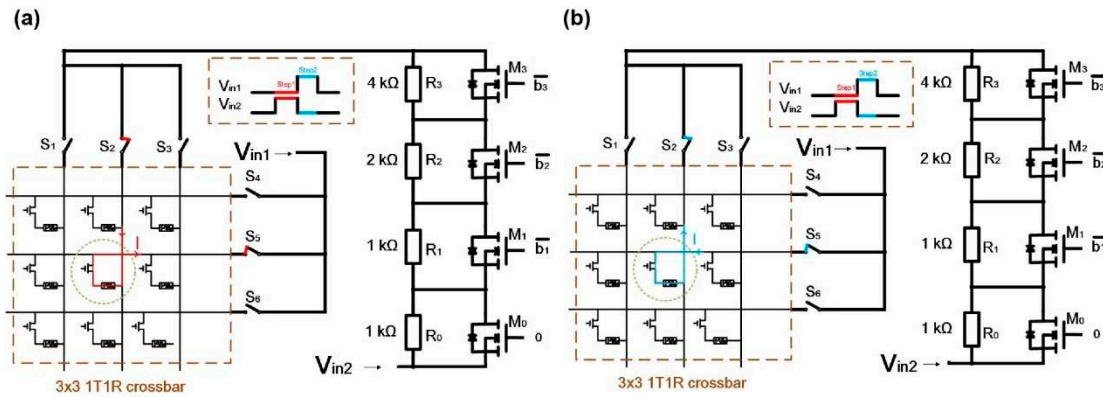 (a)
Step2
Step1
Vin1
Vin2
4 kΩ
R3
M3
b̅3
S1
S2
S3
Vin1
2 kΩ
R2
M2
b̅2
S4
I
S5
1 kΩ
R1
M1
b̅1
S6
1 kΩ
R0
M0
0
Vin2
3x3 1T1R crossbar
(b)
Step2
Step1
Vin1
Vin2
4 kΩ
R3
M3
b̅3
S1
S2
S3
Vin1
2 kΩ
R2
M2
b̅2
S4
I
S5
1 kΩ
R1
M1
b̅1
S6
1 kΩ
R0
M0
0
Vin2
3x3 1T1R crossbar